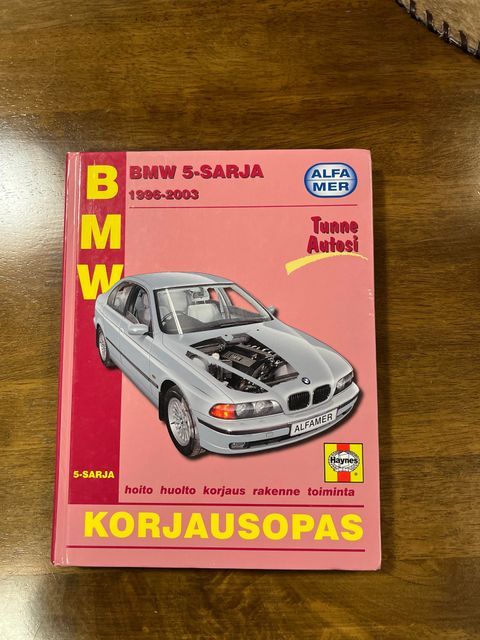 BMW
BMW 5-SARJA
1996-2003
ALFA
MER
Tunne
Autosi
ALFAMER
Haynes
5-SARJA
hoito huolto korjaus rakenne toiminta
KORJAUSOPAS